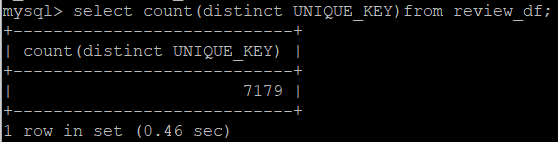 mysql> select count(distinct UNIQUE_KEY)from review_df;
+----------------------------+
| count(distinct UNIQUE_KEY) |
+----------------------------+
|                       7179 |
+----------------------------+
1 row in set (0.46 sec)